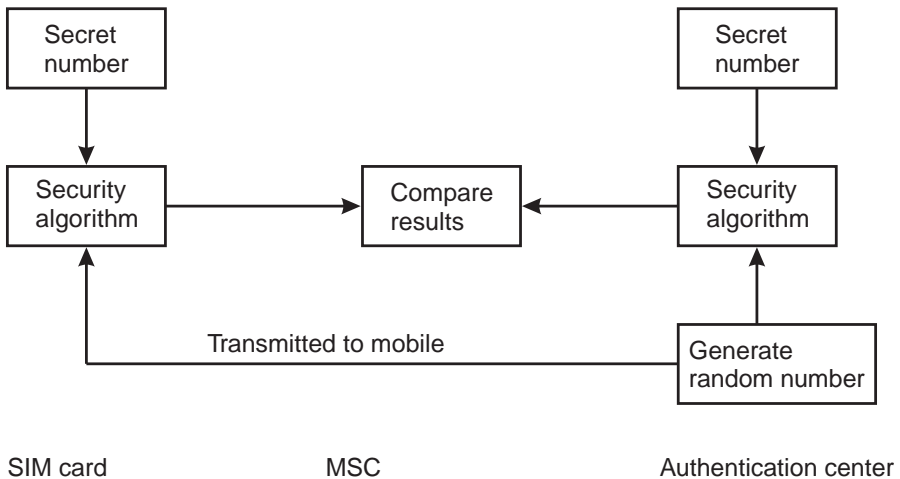 Secret
number
Secret
number
Security
algorithm
Compare
results
Security
algorithm
Transmitted to mobile
Generate
random number
SIM card
MSC
Authentication center